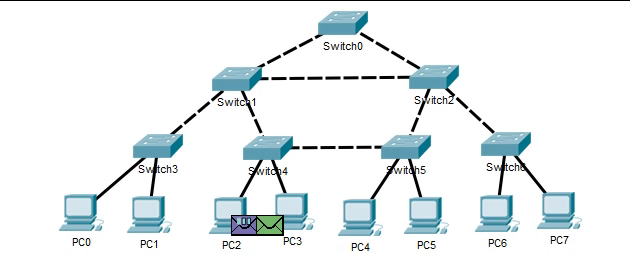 Switch0
Switch1
Switch2
Switch3
Switch4
Switch5
Switch6
PC0
PC1
PC2
PC3
PC4
PC5
PC6
PC7